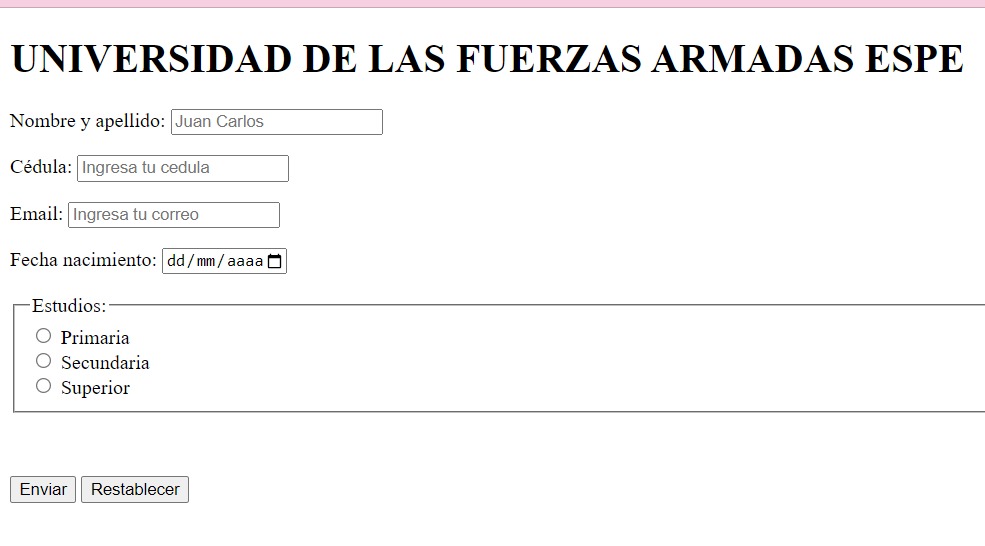 UNIVERSIDAD DE LAS FUERZAS ARMADAS ESPE
Nombre y apellido: Juan Carlos
Cédula: Ingresa tu cedula
Email: Ingresa tu correo
Fecha nacimiento: dd/mm/aaaa
Estudios:
Primaria
Secundaria
Superior
Enviar Restablecer